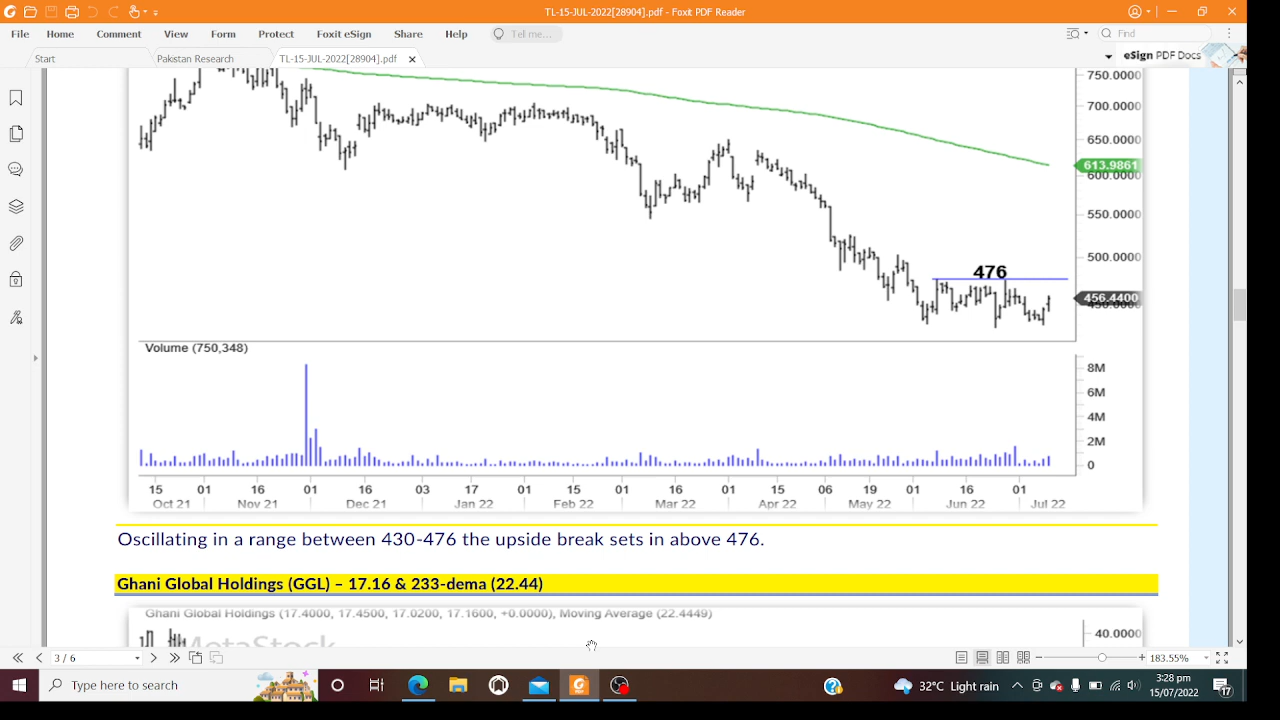 TL-15-JUL-2022[28904].pdf - Foxit PDF Reader
File Home Comment View Form Protect Foxit eSign Share Help Tell me... Find
Start Pakistan Research TL-15-JUL-2022[28904].pdf eSign PDF Docs
750.0000
700.0000
650.0000
613.9861
600.0000
550.0000
500.0000
476
456.4400
450.0000
Volume (750,348)
8M
6M
4M
2M
0
15 01 16 01 16 03 17 01 15 01 16 01 15 06 19 01 16 01
Oct 21 Nov 21 Dec 21 Jan 22 Feb 22 Mar 22 Apr 22 May 22 Jun 22 Jul 22
Oscillating in a range between 430-476 the upside break sets in above 476.
Ghani Global Holdings (GGL) – 17.16 & 233-dema (22.44)
Ghani Global Holdings (17.4000, 17.4500, 17.0200, 17.1600, +0.0000), Moving Average (22.4449)
MetaStock
40.0000
3 / 6 183.55%
Type here to search 32°C Light rain 3:28 pm
15/07/2022 17